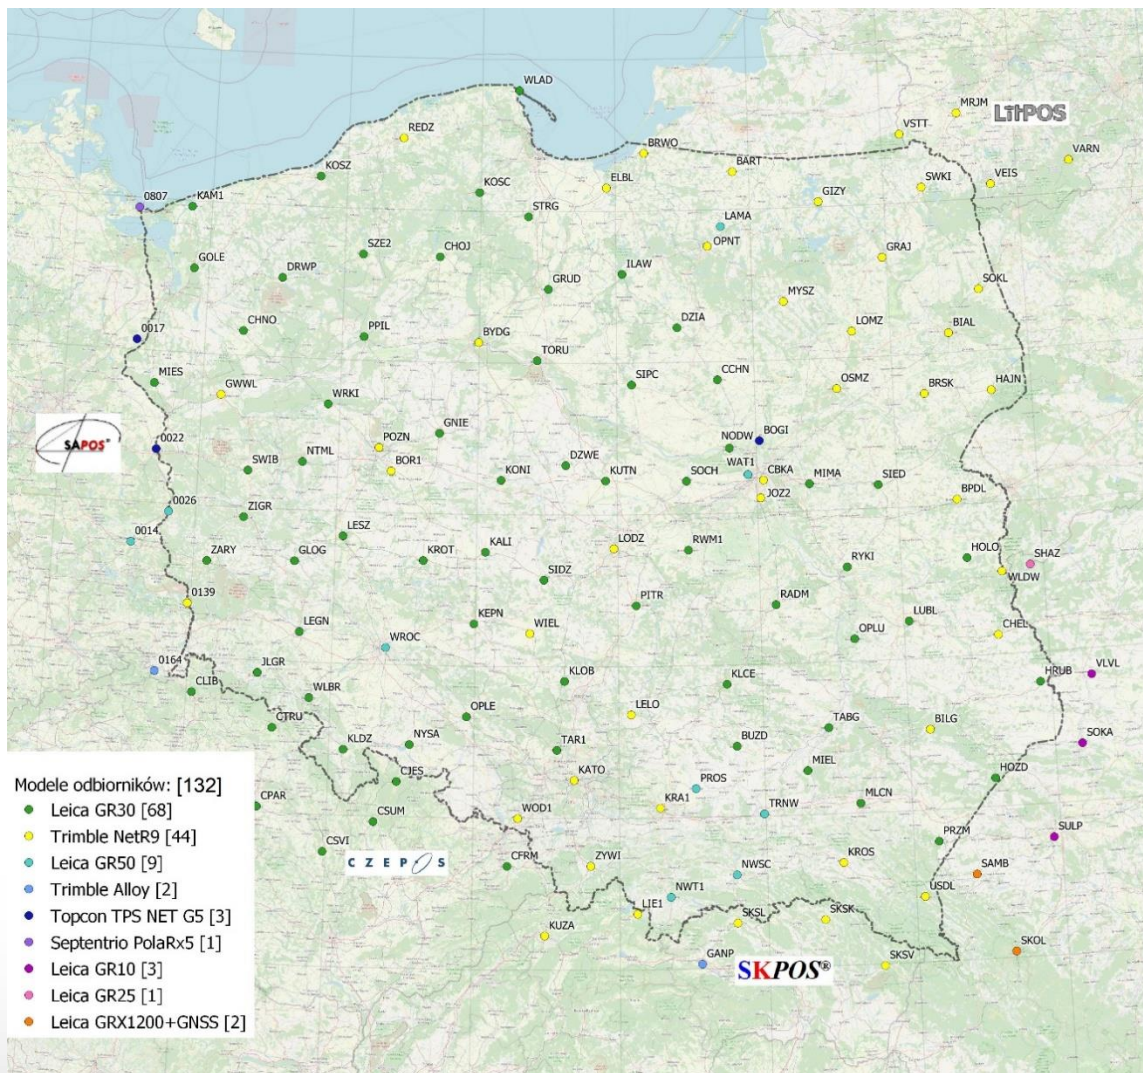 WLAD
MRJM
LitPOS
REDZ
VSTT
BRWO
VARN
BART
KOSZ
VEIS
ELBL
SWKI
0807
KAM1
KOSC
GIZY
STRG
LAMA
OPNT
SZE2
CHOJ
GRAJ
GOLE
DRWP
ILAW
GRUD
SOKL
MYSZ
CHNO
0017
PPIL
BYDG
DZIA
LOMZ
BIAL
TORU
MIES
SIPC
CCHN
GWWL
OSMZ
BRSK
HAJN
WRKI
SAPOS®
0022
GNIE
POZN
NODW
BOGI
SWIB
NTML
BOR1
KONI
DZWE
KUTN
SOCH
WAT1
CBKA
MIMA
SIED
JOZ2
BPDL
0026
ZIGR
0014
LESZ
ZARY
GLOG
KROT
KALI
LODZ
RWM1
RYKI
HOLO
SHAZ
WLDW
SIDZ
0139
PITR
RADM
LEGN
KEPN
WIEL
LUBL
OPLU
CHEL
WROC
0164
JLGR
KLOB
KLCE
HRUB
VLVL
CLIB
WLBR
OPLE
LELO
CTRU
TABG
BILG
SOKA
KLDZ
NYSA
TAR1
BUZD
MIEL
HOZD
CJES
KATO
PROS
CPAR
CSUM
WOD1
KRA1
TRNW
MLCN
CSVI
PRZM
SULP
CZEPOS
CFRM
ZYWI
NWSC
KROS
SAMB
NWT1
USDL
LIE1
SKSL
SKSK
KUZA
GANP
SKPOS®
SKSV
SKOL
Modele odbiorników: [132]
Leica GR30 [68]
Trimble NetR9 [44]
Leica GR50 [9]
Trimble Alloy [2]
Topcon TPS NET G5 [3]
Septentrio PolaRx5 [1]
Leica GR10 [3]
Leica GR25 [1]
Leica GRX1200+GNSS [2]